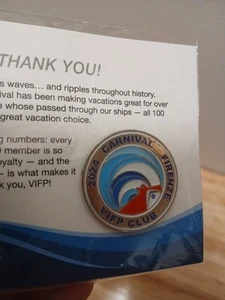 THANK YOU!
s waves… and ripples throughout history.
ival has been making vacations great for over
e whose passed through our ships — all 100
great vacation choice.
g numbers: every
member is so
oyalty — and the
- is what makes it
k you, VIFP!
2024 CARNIVAL FIRENZE
VIFP CLUB